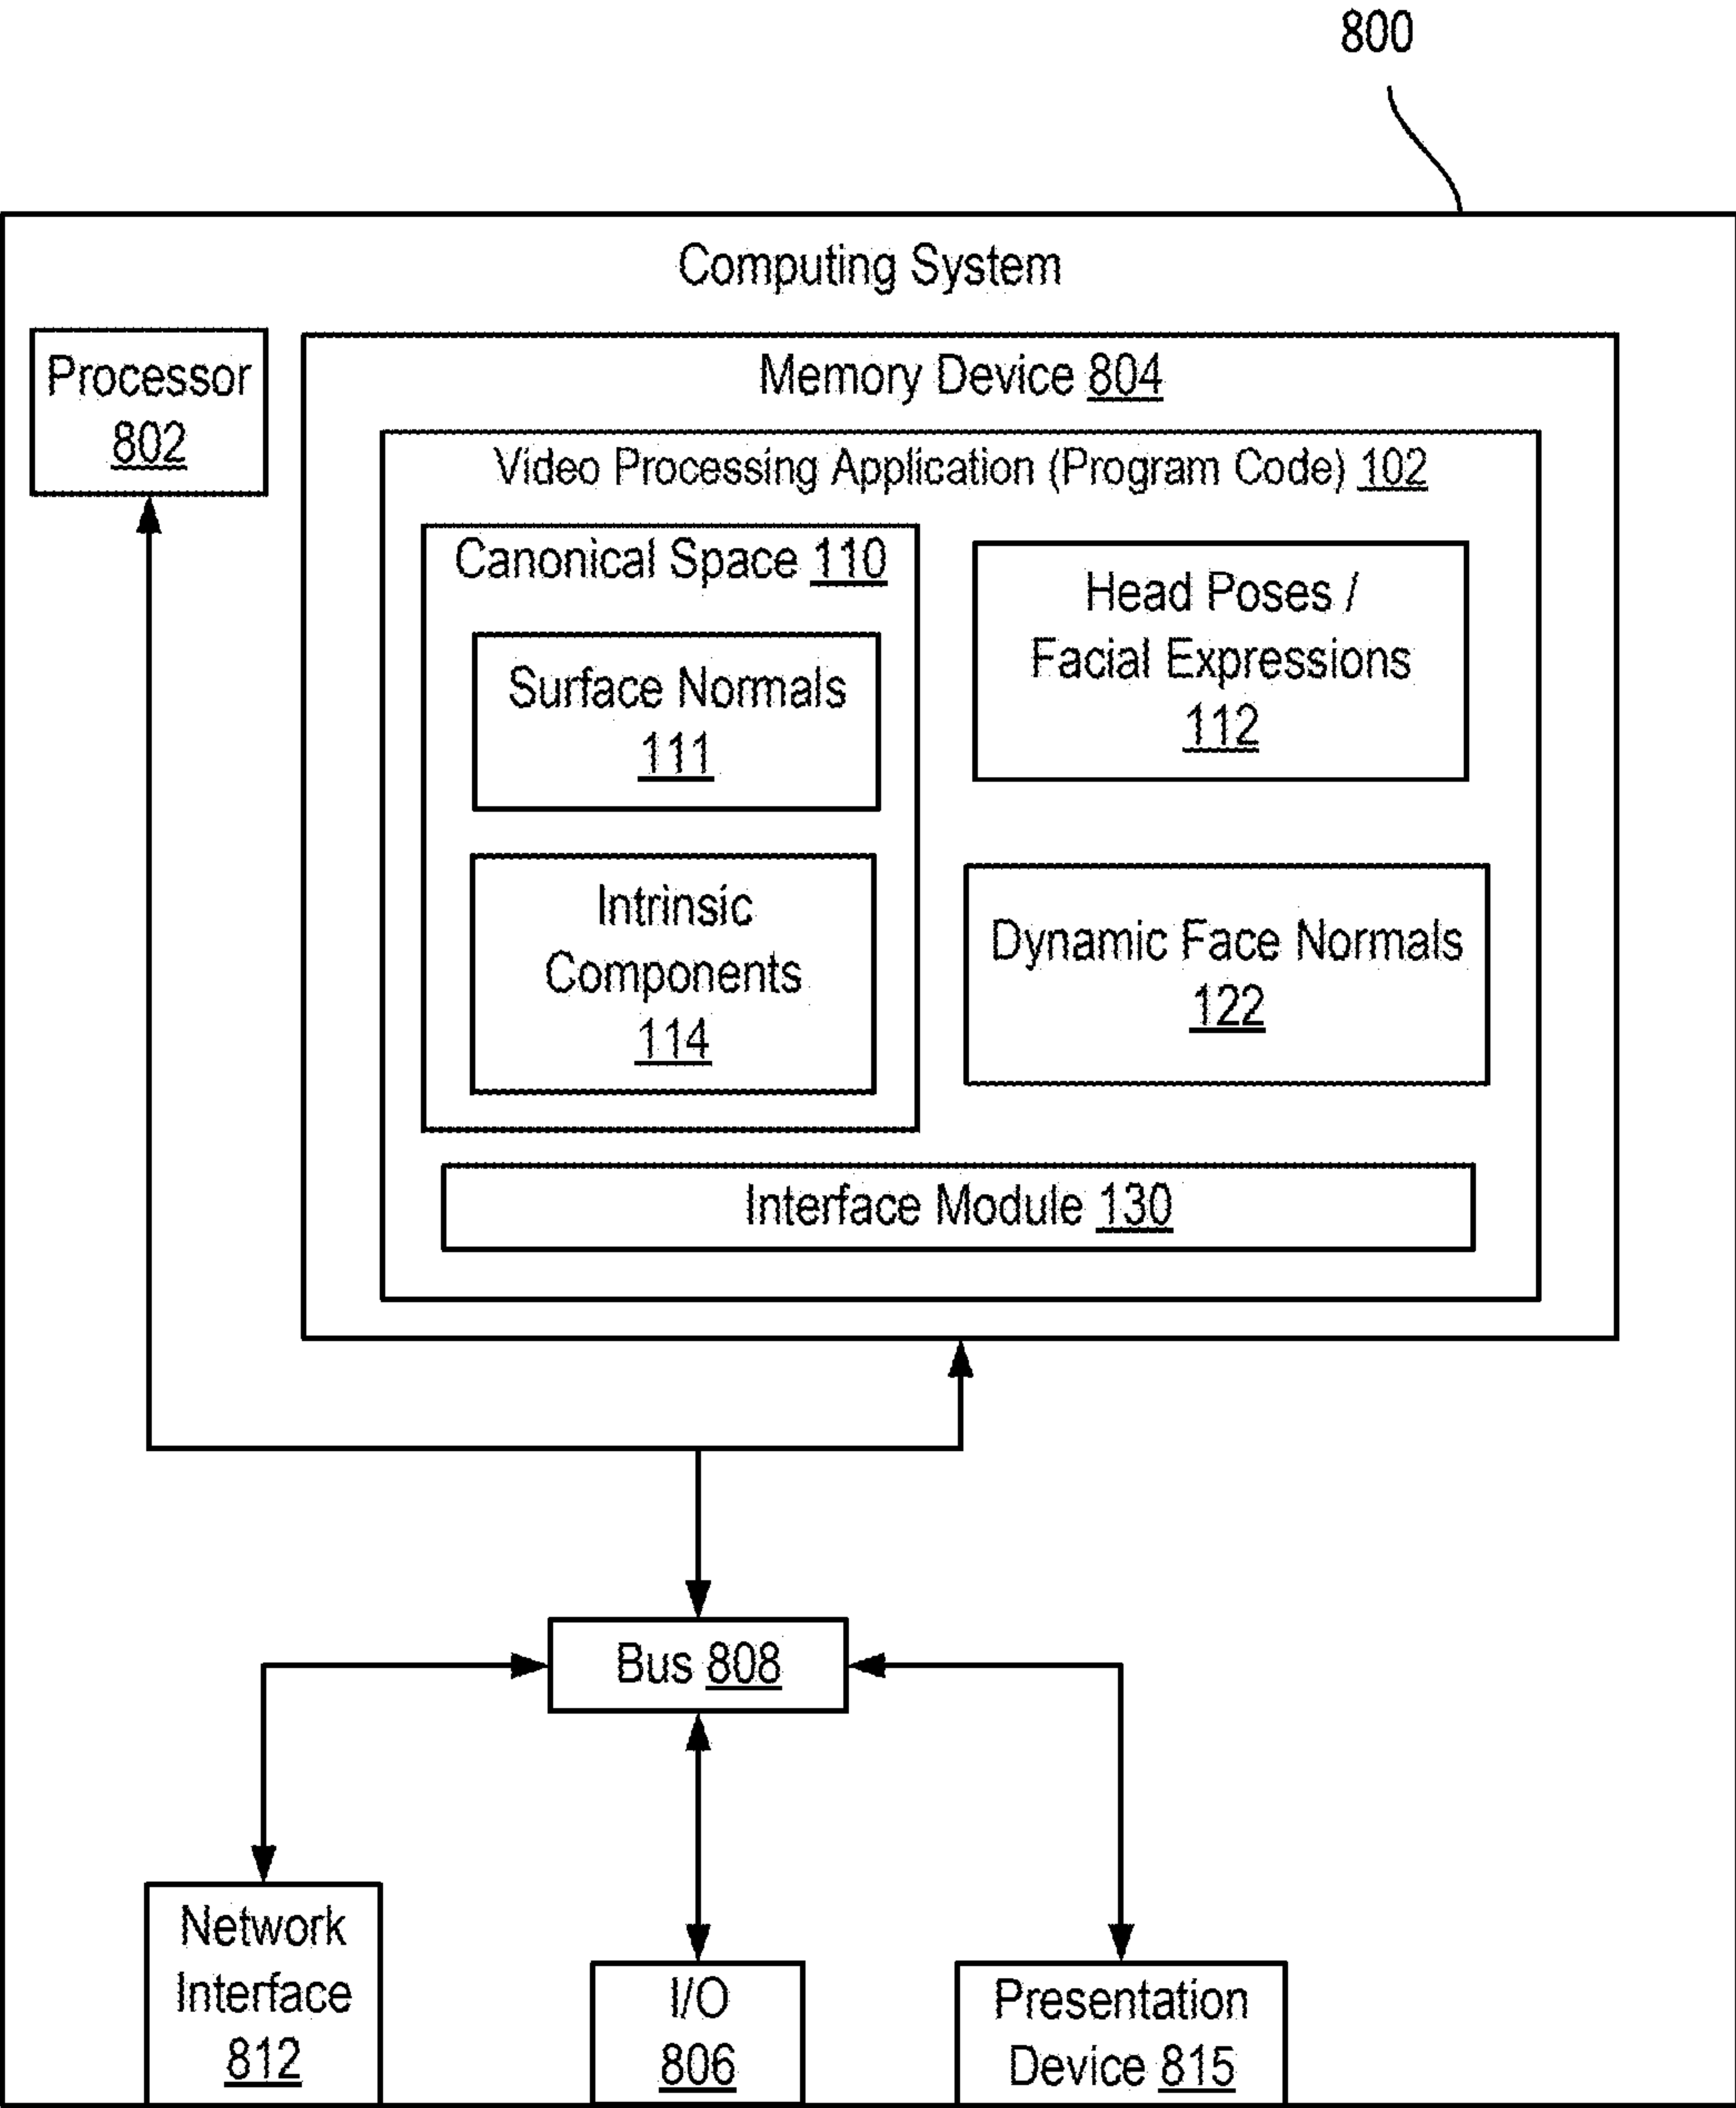 800
Computing System
Processor
802
Memory Device 804
Video Processing Application (Program Code) 102
Canonical Space 110
Surface Normals
111
Intrinsic
Components
114
Head Poses /
Facial Expressions
112
Dynamic Face Normals
122
Interface Module 130
Bus 808
Network
Interface
812
I/O
806
Presentation
Device 815